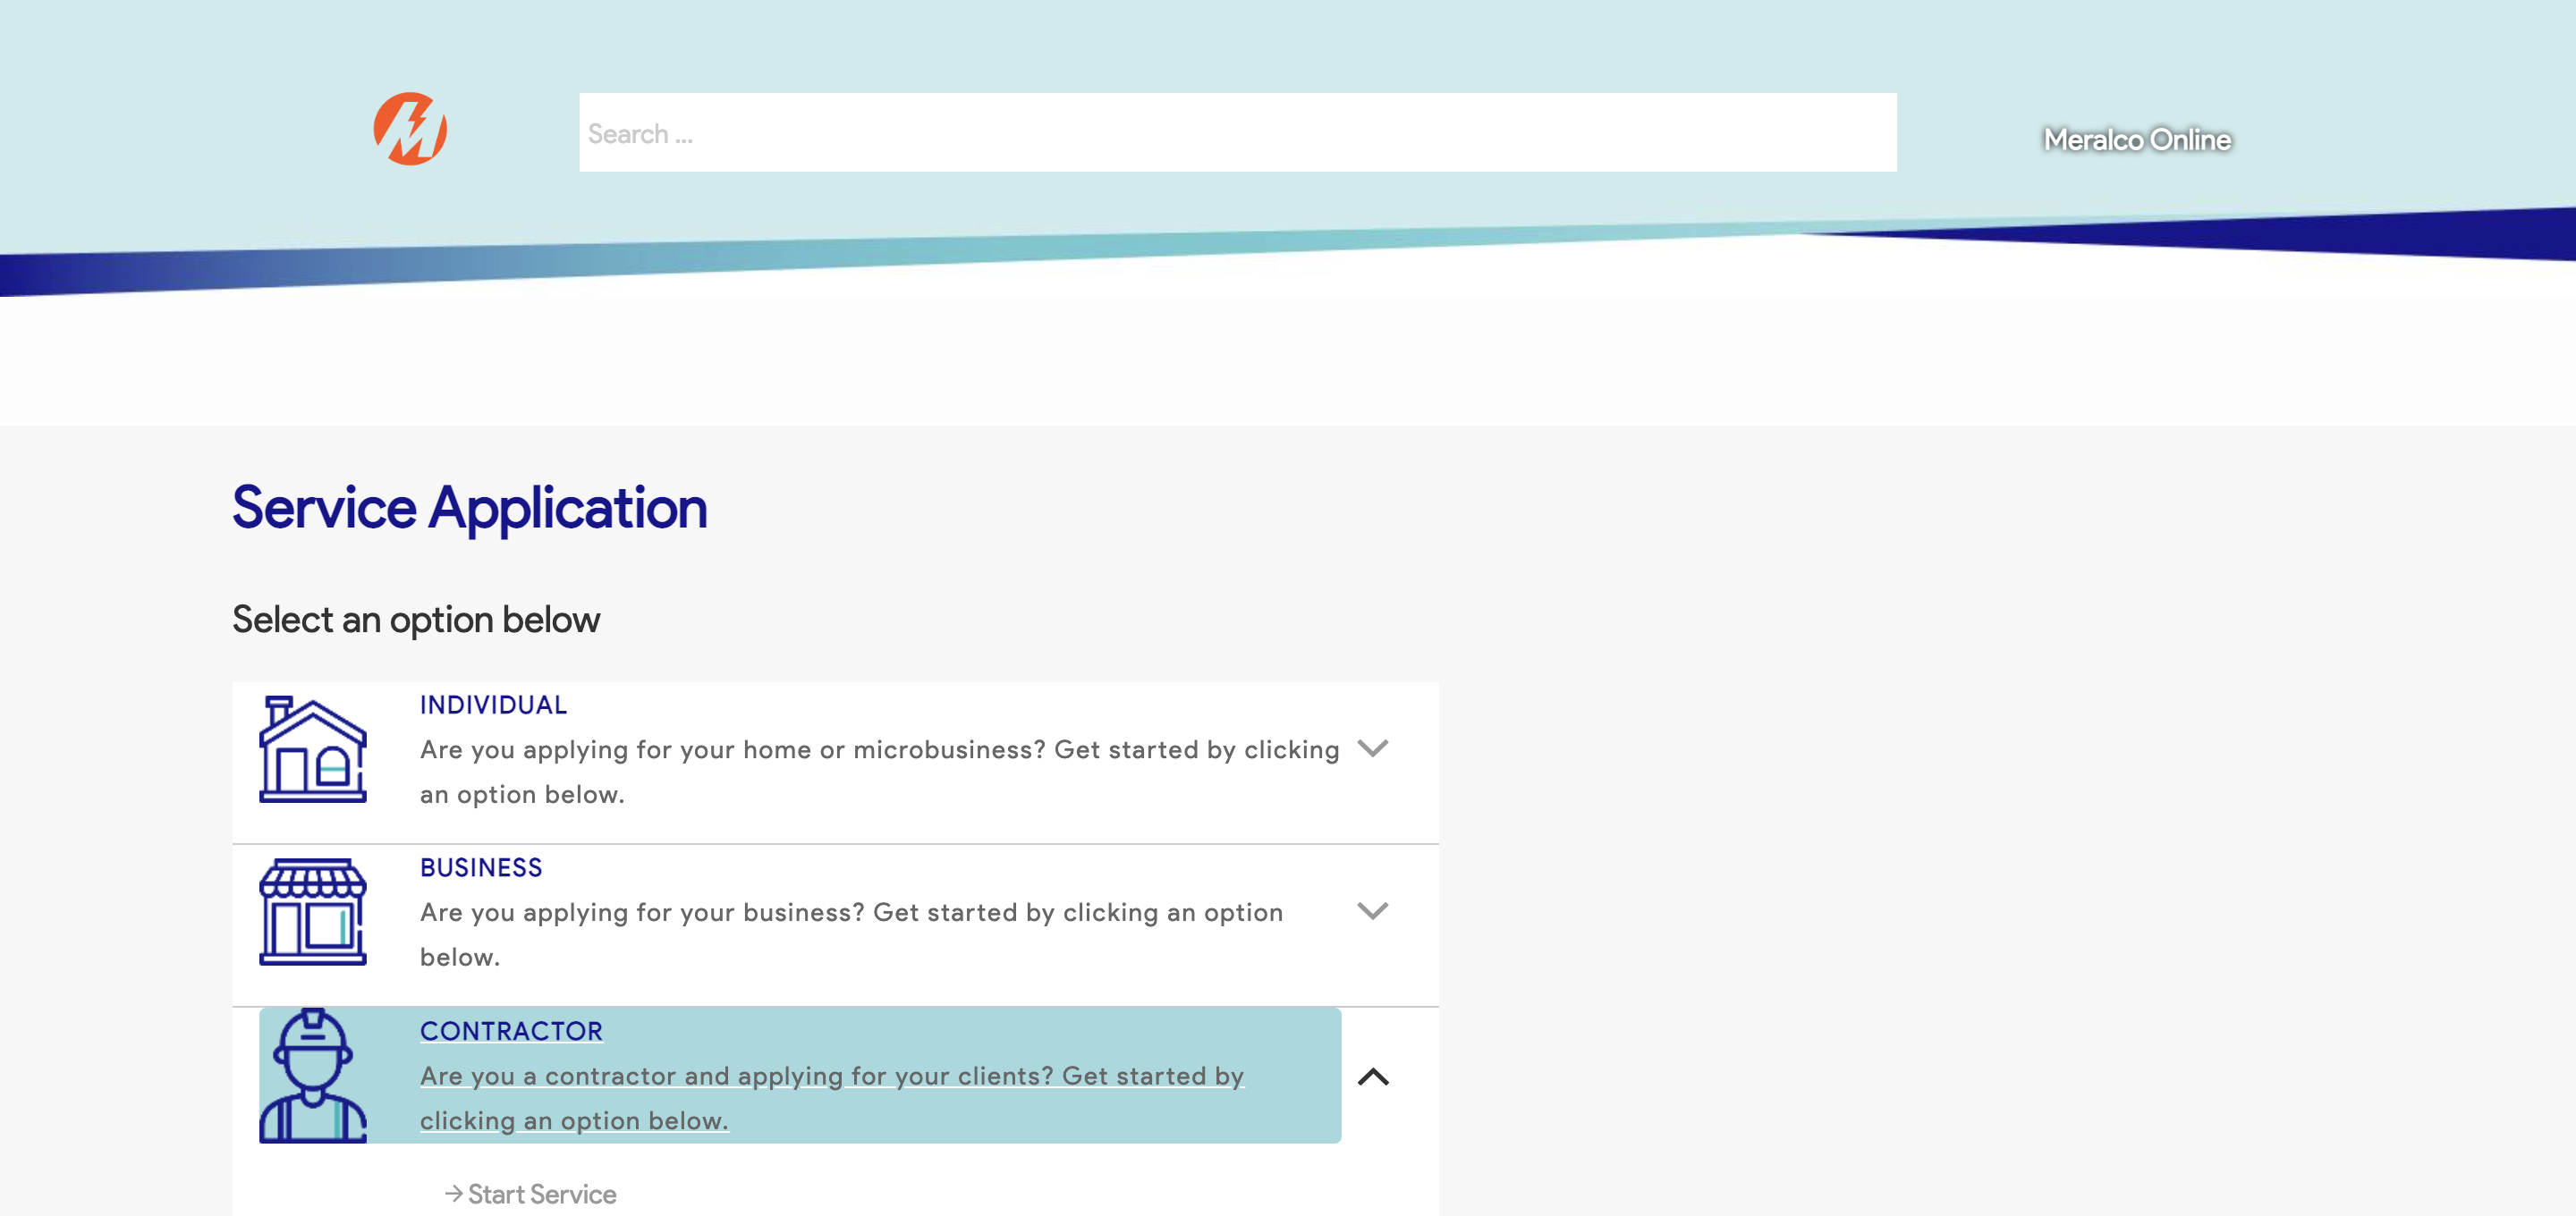 Search ...
Meralco Online
Service Application
Select an option below
INDIVIDUAL
Are you applying for your home or microbusiness? Get started by clicking
an option below.
BUSINESS
Are you applying for your business? Get started by clicking an option
below.
CONTRACTOR
Are you a contractor and applying for your clients? Get started by
clicking an option below.
→ Start Service